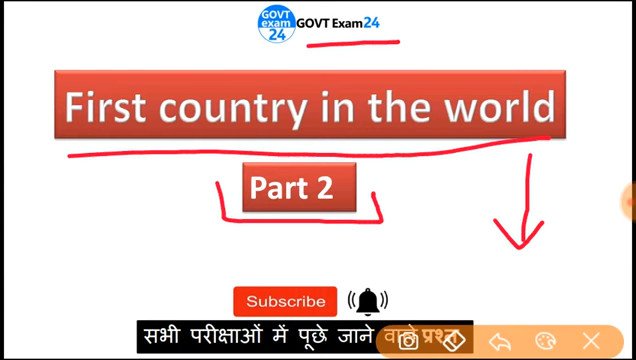 GOVT
exam
24
GOVT Exam24
First country in the world
Part 2
Subscribe
सभी परीक्षाओं में पूछे जाने वाले प्रश्न